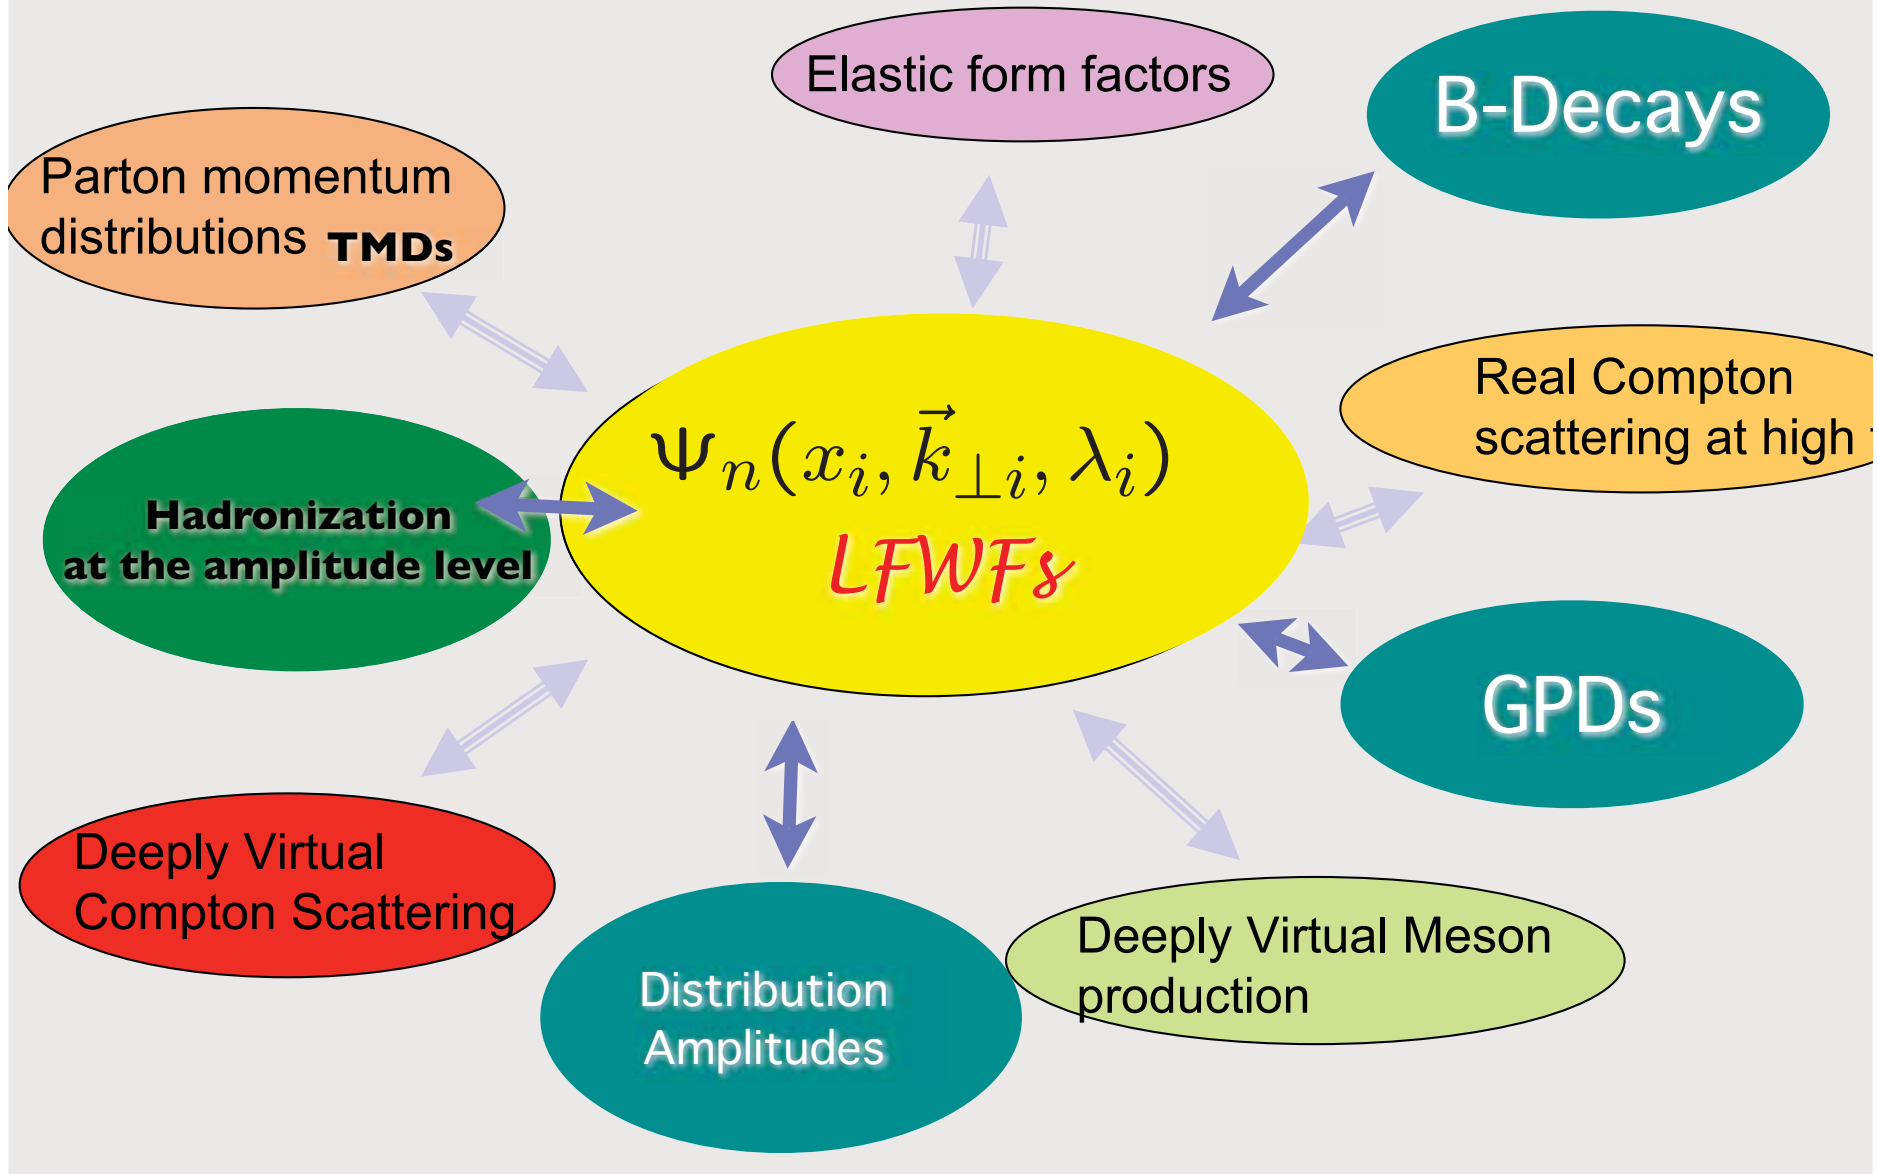 Elastic form factors
B-Decays
Parton momentum
distributions TMDs
Real Compton
scattering at high
Ψₙ(xᵢ, k⃗⊥ᵢ, λᵢ)
LFWFs
Hadronization
at the amplitude level
GPDs
Deeply Virtual
Compton Scattering
Deeply Virtual Meson
production
Distribution
Amplitudes